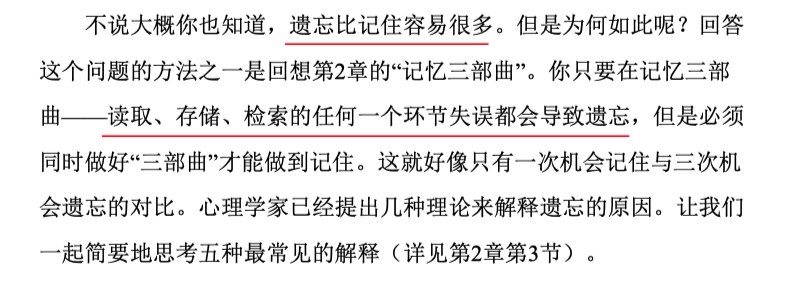 不说大概你也知道，遗忘比记住容易很多。但是为何如此呢？回答
这个问题的方法之一是回想第2章的“记忆三部曲”。你只要在记忆三部
曲——读取、存储、检索的任何一个环节失误都会导致遗忘，但是必须
同时做好“三部曲”才能做到记住。这就好像只有一次机会记住与三次机
会遗忘的对比。心理学家已经提出几种理论来解释遗忘的原因。让我们
一起简要地思考五种最常见的解释（详见第2章第3节）。